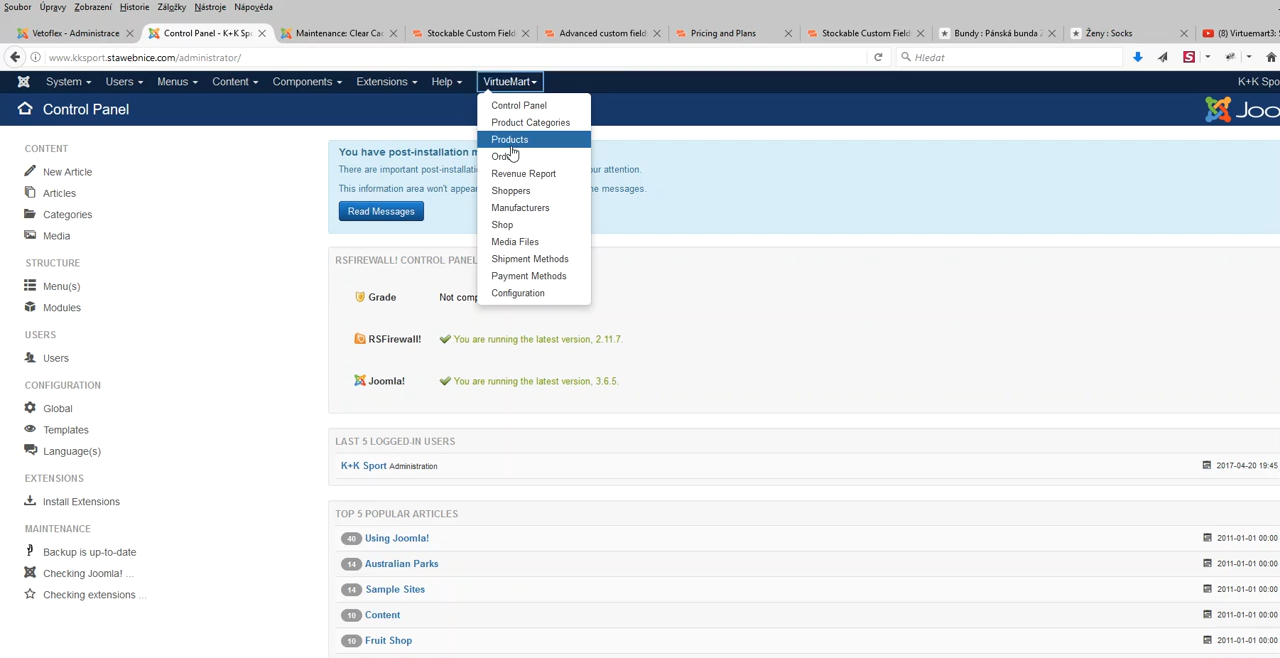 Soubor Úpravy Zobrazení Historie Záložky Nástroje Nápověda
Vetoflex - Administrace
Control Panel - K+K Sp
Maintenance: Clear Ca
Stockable Custom Field
Advanced custom fields
Pricing and Plans
Stockable Custom Field
Bundy : Pánská bunda Z
Ženy : Socks
(8) Virtuemart3: S
www.kksport.stawebnice.com/administrator/
Hledat
System Users Menus Content Components Extensions Help VirtueMart
K+K Spo
Control Panel
Joo
Control Panel
Product Categories
Products
Revenue Report
Shoppers
Manufacturers
Shop
Media Files
Shipment Methods
Payment Methods
Configuration
CONTENT
New Article
Articles
Categories
Media
STRUCTURE
Menu(s)
Modules
USERS
Users
CONFIGURATION
Global
Templates
Language(s)
EXTENSIONS
Install Extensions
MAINTENANCE
Backup is up-to-date
Checking Joomla! ...
Checking extensions ...
You have post-installation m
There are important post-installatio our attention.
This information area won't appea ne messages.
Read Messages
RSFIREWALL! CONTROL PANEL
Grade Not comp
RSFirewall! You are running the latest version, 2.11.7.
Joomla! You are running the latest version, 3.6.5.
LAST 5 LOGGED-IN USERS
K+K Sport Administration 2017-04-20 19:45
TOP 5 POPULAR ARTICLES
40 Using Joomla! 2011-01-01 00:00
14 Australian Parks 2011-01-01 00:00
14 Sample Sites 2011-01-01 00:00
10 Content 2011-01-01 00:00
10 Fruit Shop 2011-01-01 00:00